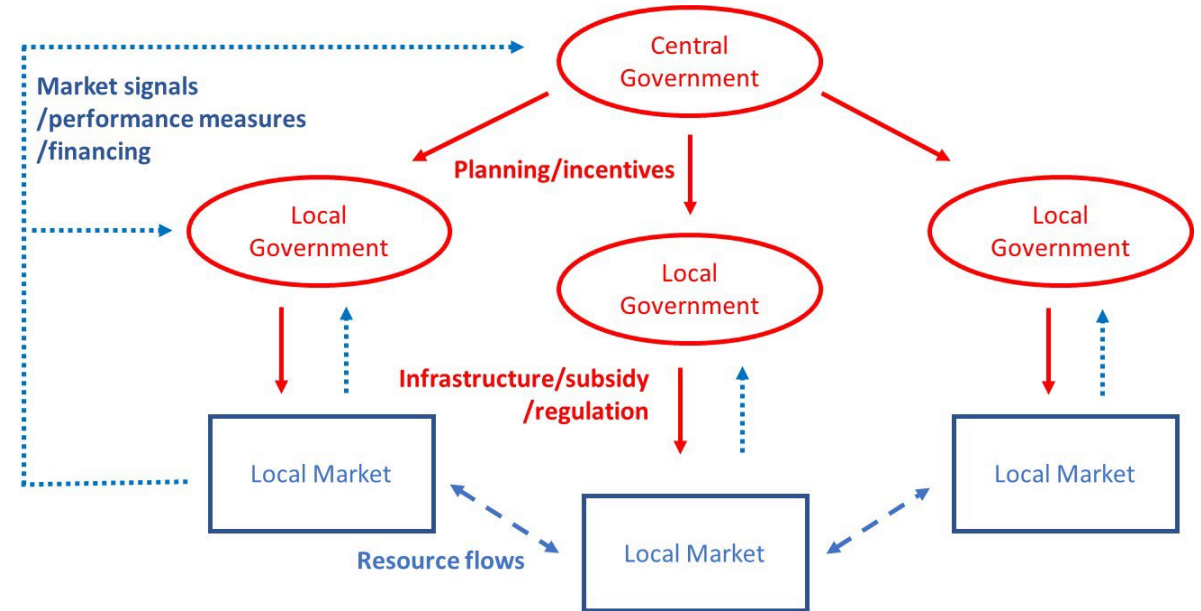 Central
Government
Market signals
/performance measures
/financing
Planning/incentives
Local
Government
Local
Government
Local
Government
Infrastructure/subsidy
/regulation
Local Market
Local Market
Local Market
Resource flows